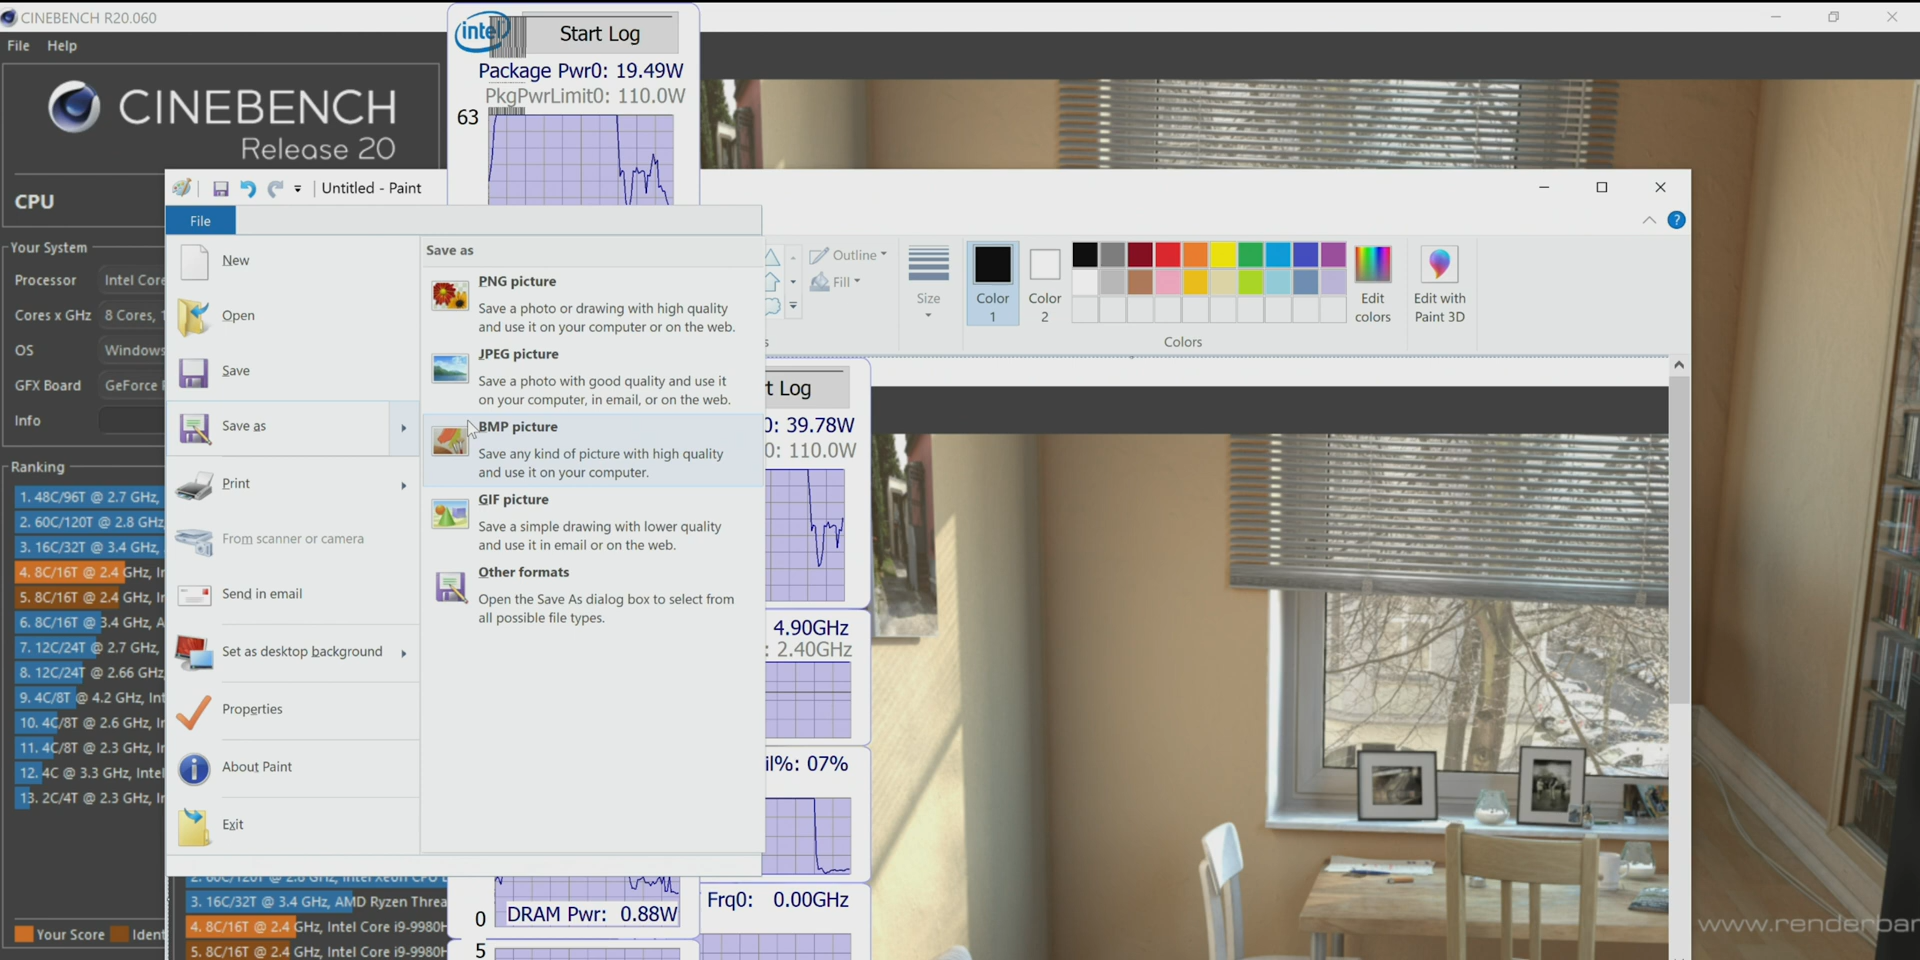 CINEBENCH R20.060
File Help
CINEBENCH
Release 20
CPU
Your System
Processor Intel Core
Cores x GHz 8 Cores, 1
OS Windows
GFX Board GeForce
Info
Ranking
1. 48C/96T @ 2.7 GHz,
2. 60C/120T @ 2.8 GHz
3. 16C/32T @ 3.4 GHz,
4. 8C/16T @ 2.4 GHz, In
5. 8C/16T @ 2.4 GHz, In
6. 8C/16T @ 3.4 GHz, A
7. 12C/24T @ 2.7 GHz,
8. 12C/24T @ 2.66 GHz
9. 4C/8T @ 4.2 GHz, Int
10. 4C/8T @ 2.6 GHz, Ir
11. 4C/8T @ 2.3 GHz, Ir
12. 4C @ 3.3 GHz, Intel
13. 2C/4T @ 2.3 GHz, Ir
Your Score Ident
intel
Start Log
Package Pwr0: 19.49W
PkgPwrLimit0: 110.0W
63
Untitled - Paint
File
New
Open
Save
Save as
Print
From scanner or camera
Send in email
Set as desktop background
Properties
About Paint
Exit
Save as
PNG picture
Save a photo or drawing with high quality
and use it on your computer or on the web.
JPEG picture
Save a photo with good quality and use it
on your computer, in email, or on the web.
BMP picture
Save any kind of picture with high quality
and use it on your computer.
GIF picture
Save a simple drawing with lower quality
and use it in email or on the web.
Other formats
Open the Save As dialog box to select from
all possible file types.
Outline
Fill
Size
Color
1
Color
2
Edit
colors
Edit with
Paint 3D
Colors
t Log
0: 39.78W
0: 110.0W
4.90GHz
: 2.40GHz
il%: 07%
Frq0: 0.00GHz
2. 60C/120T @ 2.8 GHz, Intel Xeon CPU E
3. 16C/32T @ 3.4 GHz, AMD Ryzen Threa
4. 8C/16T @ 2.4 GHz, Intel Core i9-9980H
5. 8C/16T @ 2.4 GHz, Intel Core i9-9980H
0
DRAM Pwr: 0.88W
5
www.renderbar